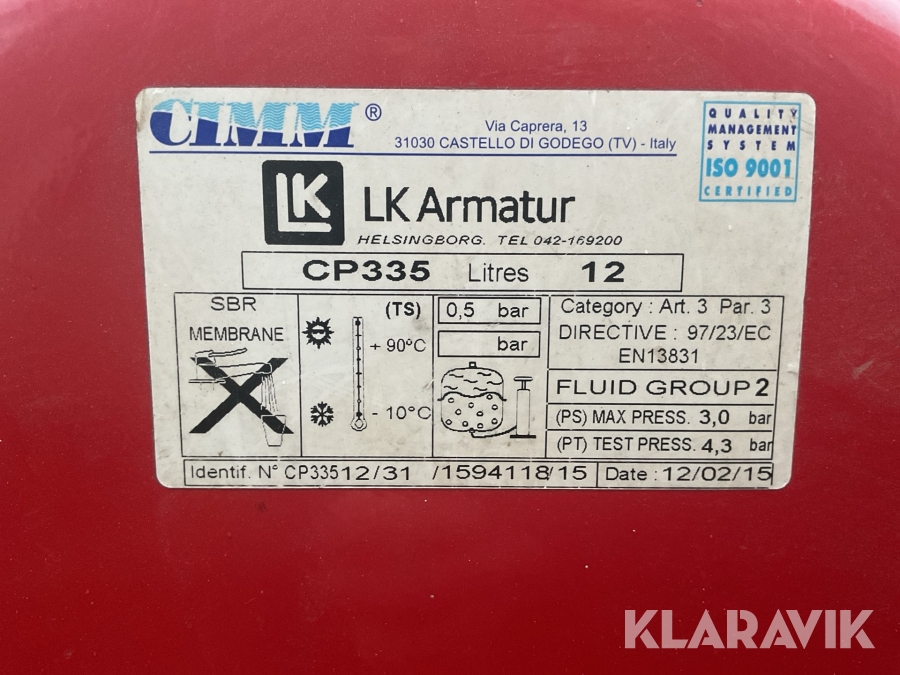 CIMM®
Via Caprera, 13
31030 CASTELLO DI GODEGO (TV) - Italy
QUALITY
MANAGEMENT
SYSTEM
ISO 9001
CERTIFIED
LK
LK Armatur
HELSINGBORG. TEL 042-169200
CP335 Litres 12
SBR
MEMBRANE
(TS)
+ 90°C
- 10°C
0,5 bar
bar
Category : Art. 3 Par. 3
DIRECTIVE : 97/23/EC
EN13831
FLUID GROUP 2
(PS) MAX PRESS. 3,0 bar
(PT) TEST PRESS. 4,3 bar
Identif. N° CP33512/31 /1594118/15 Date : 12/02/15
KLARAVIK